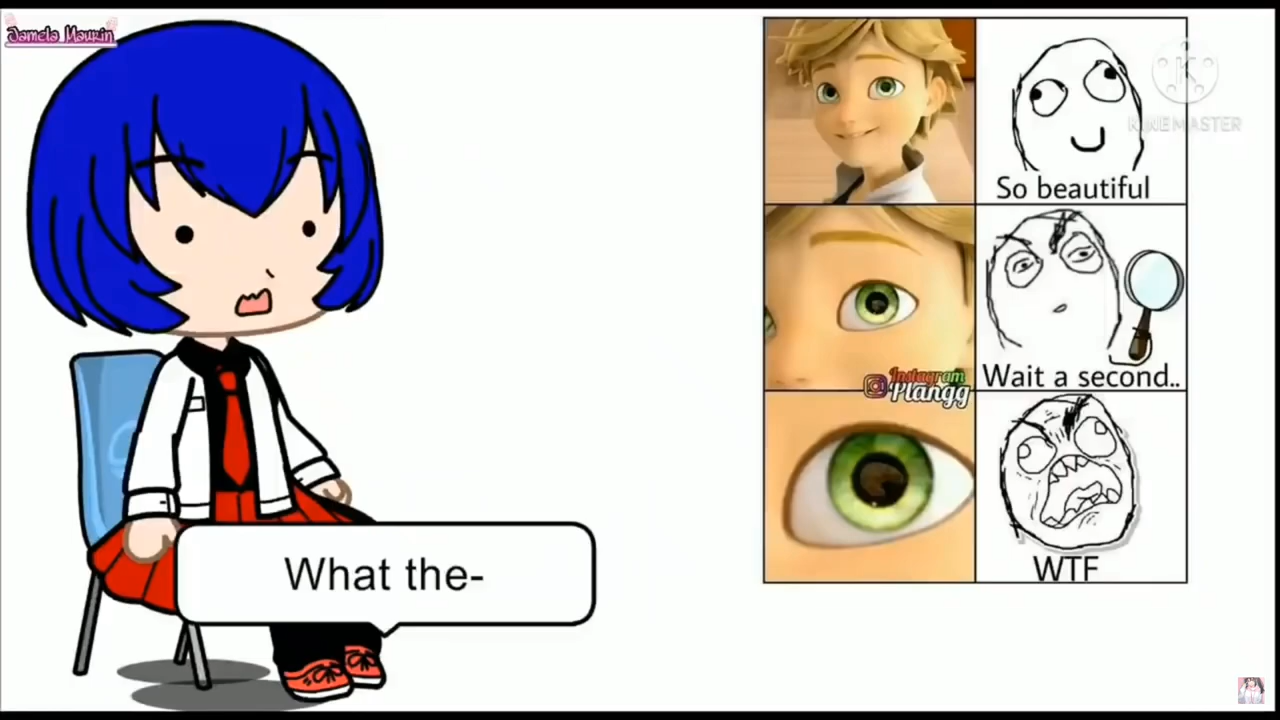 Jamela Maurin
So beautiful
KINEMASTER
Wait a second..
Instagram
Plangg
WTF
What the-